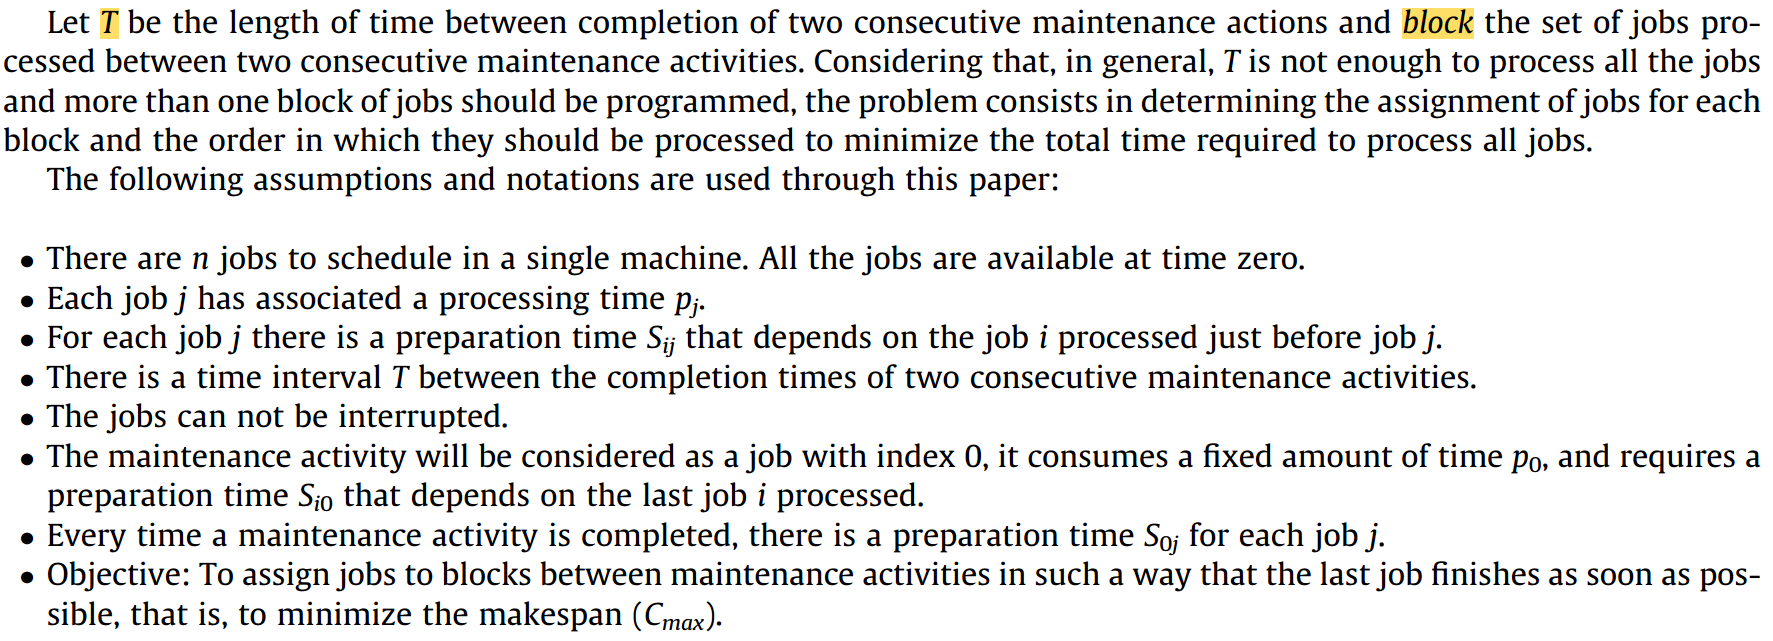 Let T be the length of time between completion of two consecutive maintenance actions and block the set of jobs pro-
cessed between two consecutive maintenance activities. Considering that, in general, T is not enough to process all the jobs
and more than one block of jobs should be programmed, the problem consists in determining the assignment of jobs for each
block and the order in which they should be processed to minimize the total time required to process all jobs.
The following assumptions and notations are used through this paper:
• There are n jobs to schedule in a single machine. All the jobs are available at time zero.
• Each job j has associated a processing time p_j.
• For each job j there is a preparation time S_ij that depends on the job i processed just before job j.
• There is a time interval T between the completion times of two consecutive maintenance activities.
• The jobs can not be interrupted.
• The maintenance activity will be considered as a job with index 0, it consumes a fixed amount of time p_0, and requires a
preparation time S_i0 that depends on the last job i processed.
• Every time a maintenance activity is completed, there is a preparation time S_0j for each job j.
• Objective: To assign jobs to blocks between maintenance activities in such a way that the last job finishes as soon as pos-
sible, that is, to minimize the makespan (C_max).